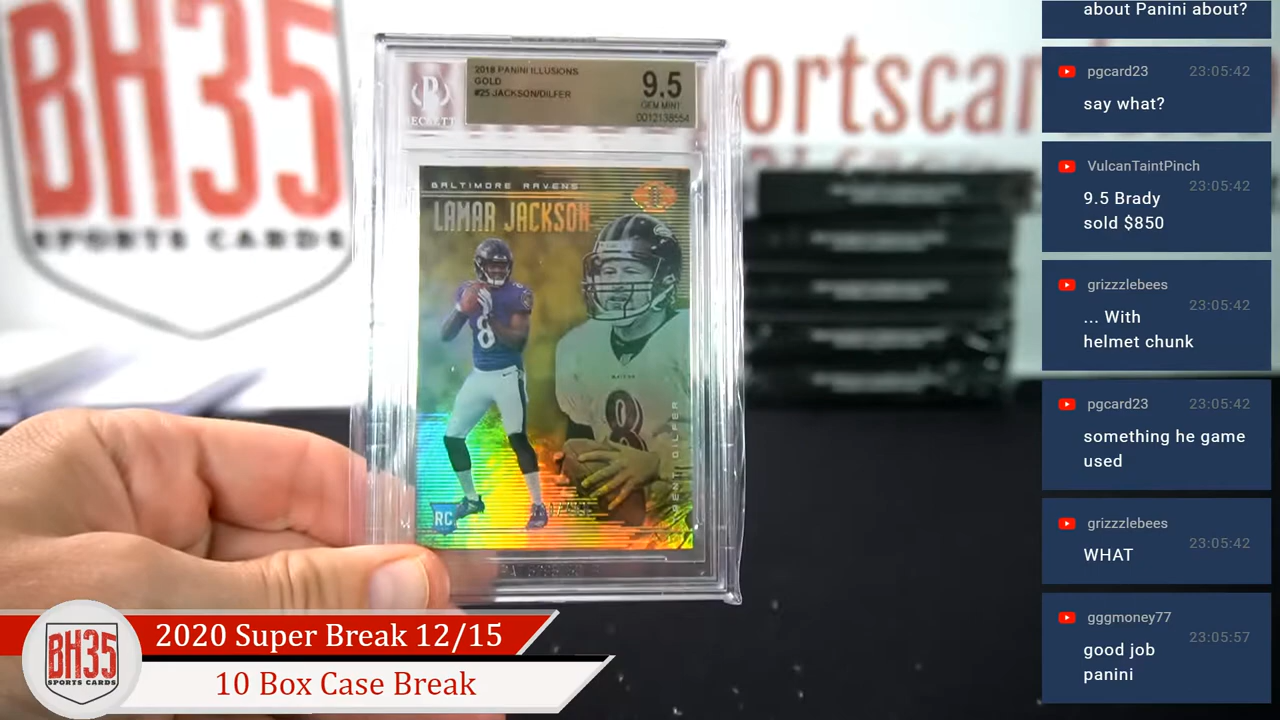 BH35
SPORTS CARDS
ortscar
BECKETT
2018 PANINI ILLUSIONS
GOLD
#25 JACKSON/DILFER
9.5
GEM MINT
0012138554
BALTIMORE RAVENS
LAMAR JACKSON
8
8
RC
2020 Super Break 12/15
10 Box Case Break
BH35
SPORTS CARDS
about Panini about?
pgcard23 23:05:42
say what?
VulcanTaintPinch
23:05:42
9.5 Brady
sold $850
grizzzlebees
23:05:42
... With
helmet chunk
pgcard23 23:05:42
something he game
used
grizzzlebees
23:05:42
WHAT
gggmoney77
23:05:57
good job
panini